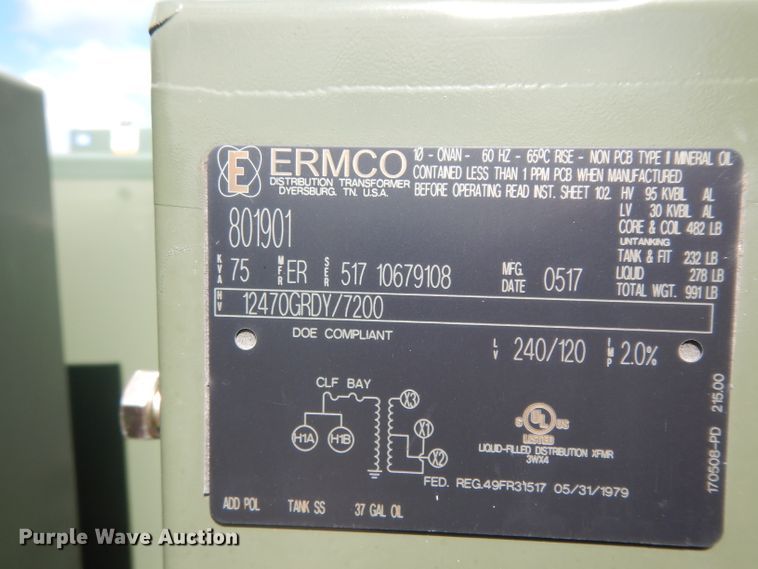 E ERMCO
DISTRIBUTION TRANSFORMER
DYERSBURG. TN. U.S.A.
1Ø - ONAN - 60 HZ - 65ºC RISE - NON PCB TYPE II MINERAL OIL
CONTAINED LESS THAN 1 PPM PCB WHEN MANUFACTURED
BEFORE OPERATING READ INST. SHEET 102. HV 95 KVBIL AL
LV 30 KVBIL AL
CORE & COIL 482 LB
UNTANKING
TANK & FIT 232 LB
LIQUID 278 LB
TOTAL WGT. 991 LB
801901
KVA 75 MFR ER SER 517 10679108 MFG. DATE 0517
HV 12470GRDY/7200
DOE COMPLIANT
LV 240/120 IMP 2.0%
CLF BAY
H1A H1B X3 X1 X2
C UL US
LISTED
LIQUID-FILLED DISTRIBUTION XFMR
3WX4
FED. REG.49FR31517 05/31/1979
ADD POL TANK SS 37 GAL OIL
170508-PD 215.00
Purple Wave Auction